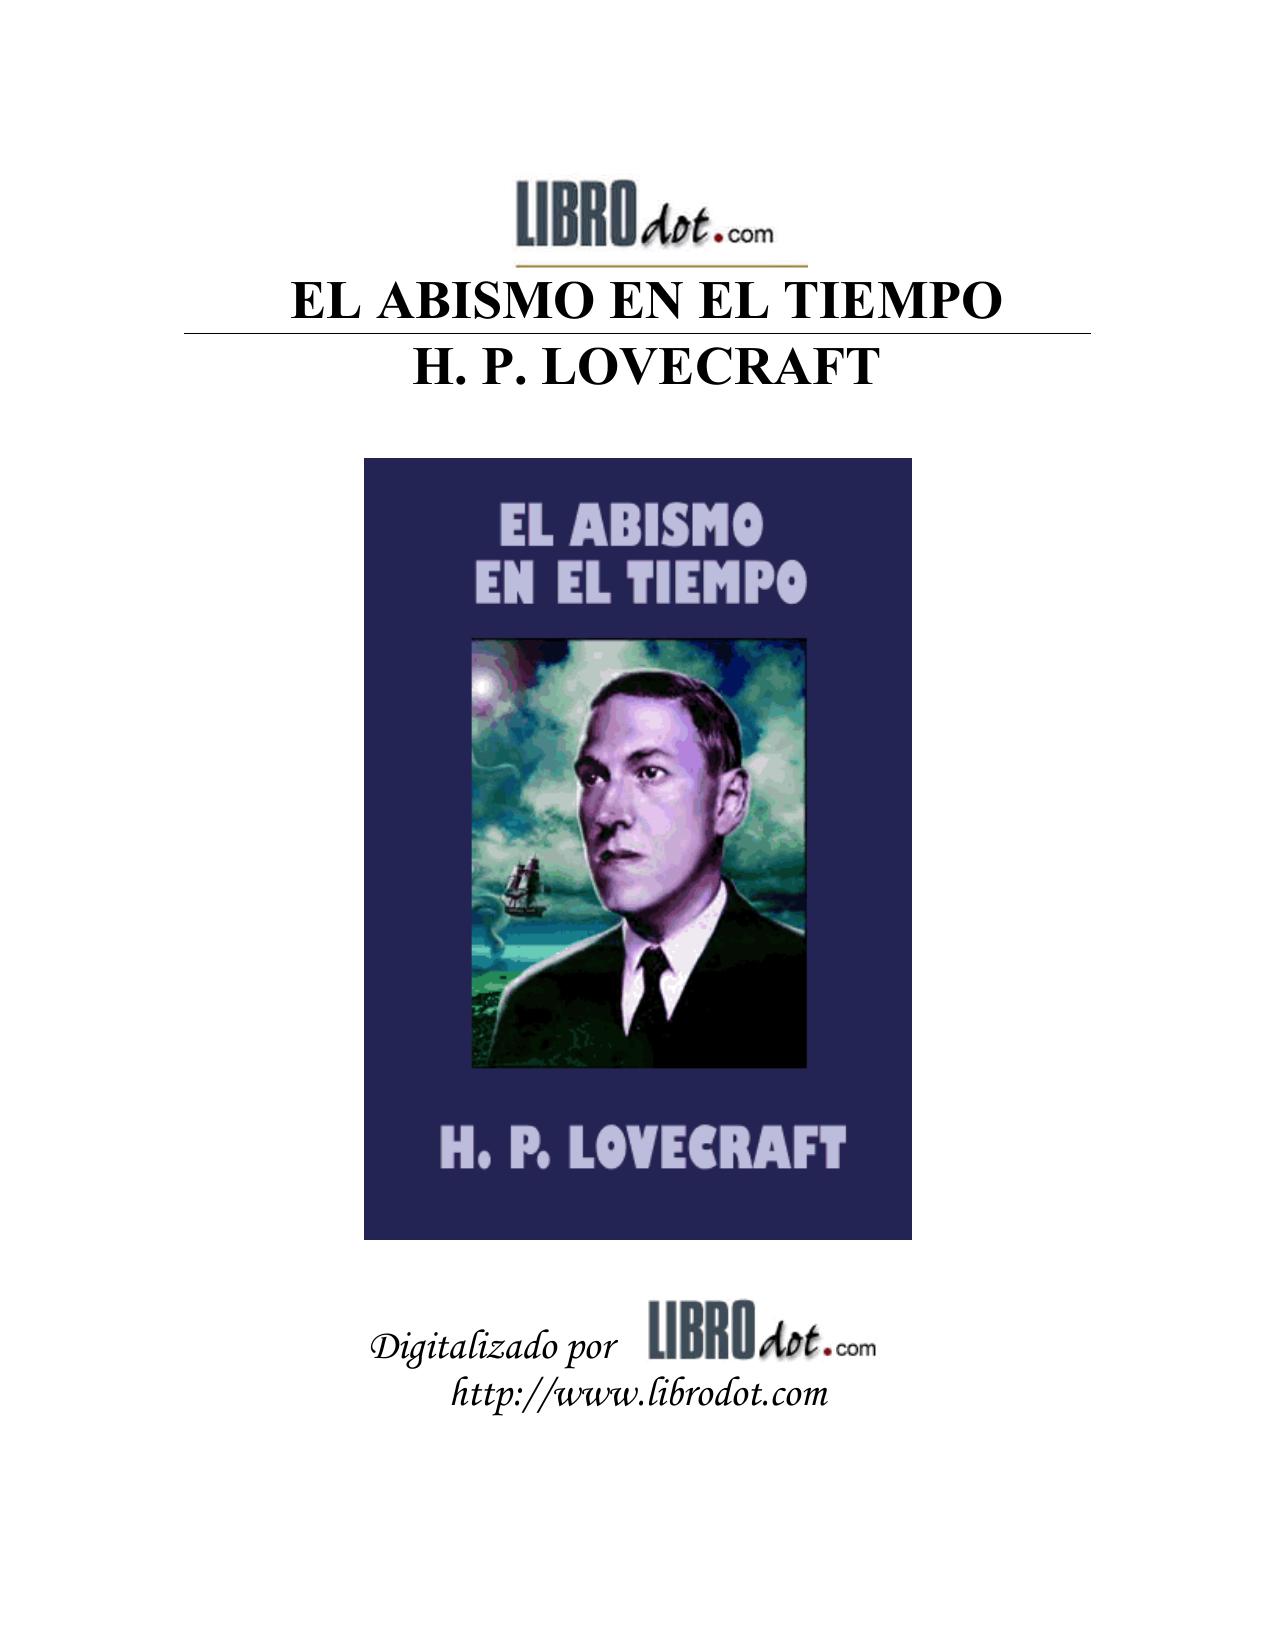 LIBROdot.com
EL ABISMO EN EL TIEMPO
H. P. LOVECRAFT
EL ABISMO
EN EL TIEMPO
H. P. LOVECRAFT
Digitalizado por LIBROdot.com
http://www.librodot.com